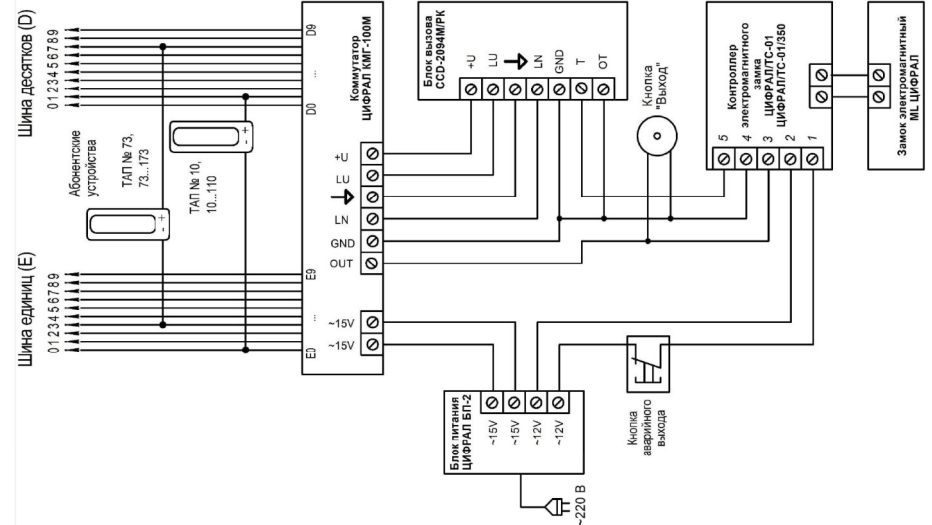 Шина десятков (D)
0 1 2 3 4 5 6 7 8 9
D9
...
D0
Коммутатор
ЦИФРАЛ КМГ-100М
+U
LU
LN
GND
OUT
~15V
~15V
E9
...
E0
Шина единиц (E)
0 1 2 3 4 5 6 7 8 9
Абонентские
устройства
ТАП № 73,
73...173
+
-
ТАП № 10,
10...110
+
-
Блок вызова
CCD-2094М/РК
+U
LU
LN
GND
T
OT
Кнопка
"Выход"
Контроллер
электромагнитного
замка
ЦИФРАЛ/ТС-01
ЦИФРАЛ/ТС-01/350
5
4
3
2
1
Замок электромагнитный
ML ЦИФРАЛ
Блок питания
ЦИФРАЛ БП-2
~15V
~15V
~12V
~12V
~220 В
Кнопка
аварийного
выхода